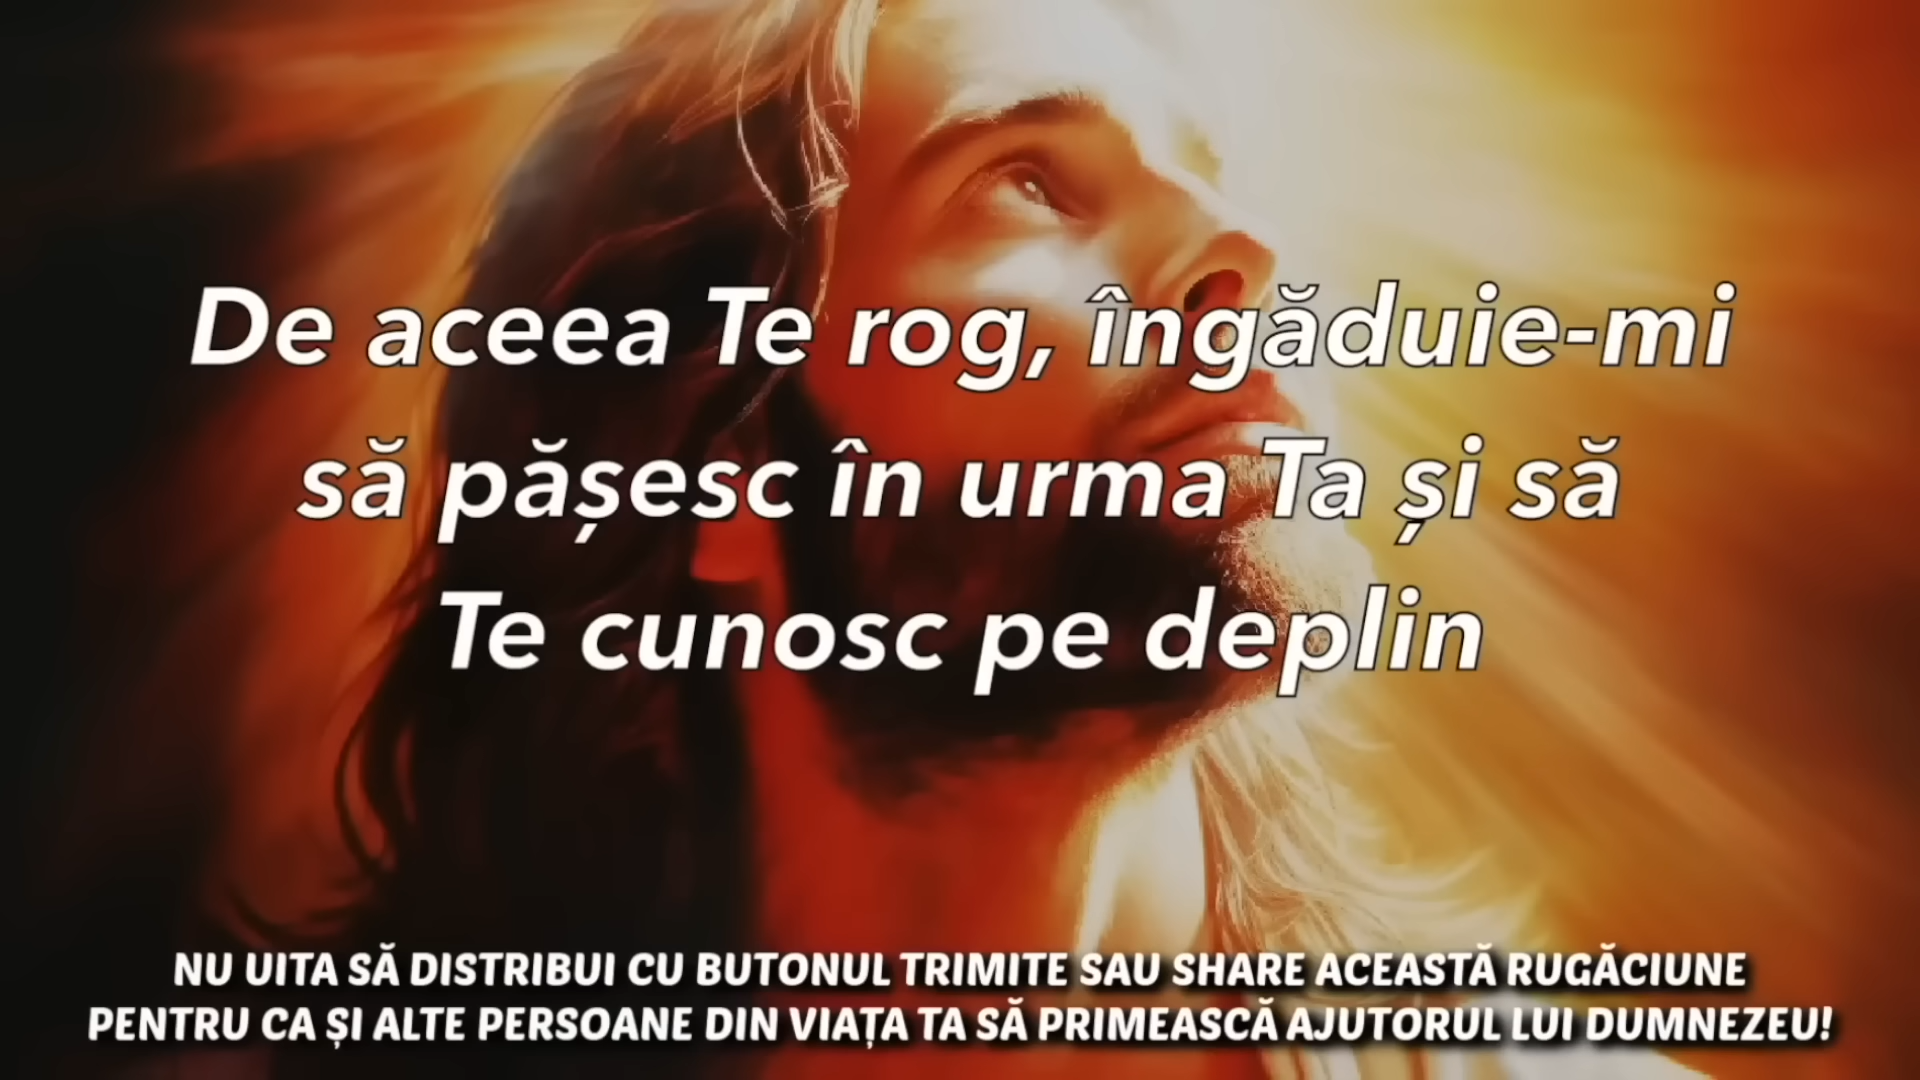 De aceea Te rog, îngăduie-mi
să pășesc în urma Ta și să
Te cunosc pe deplin
NU UITA SĂ DISTRIBUI CU BUTONUL TRIMITE SAU SHARE ACEASTĂ RUGĂCIUNE
PENTRU CA ȘI ALTE PERSOANE DIN VIAȚA TA SĂ PRIMEASCĂ AJUTORUL LUI DUMNEZEU!